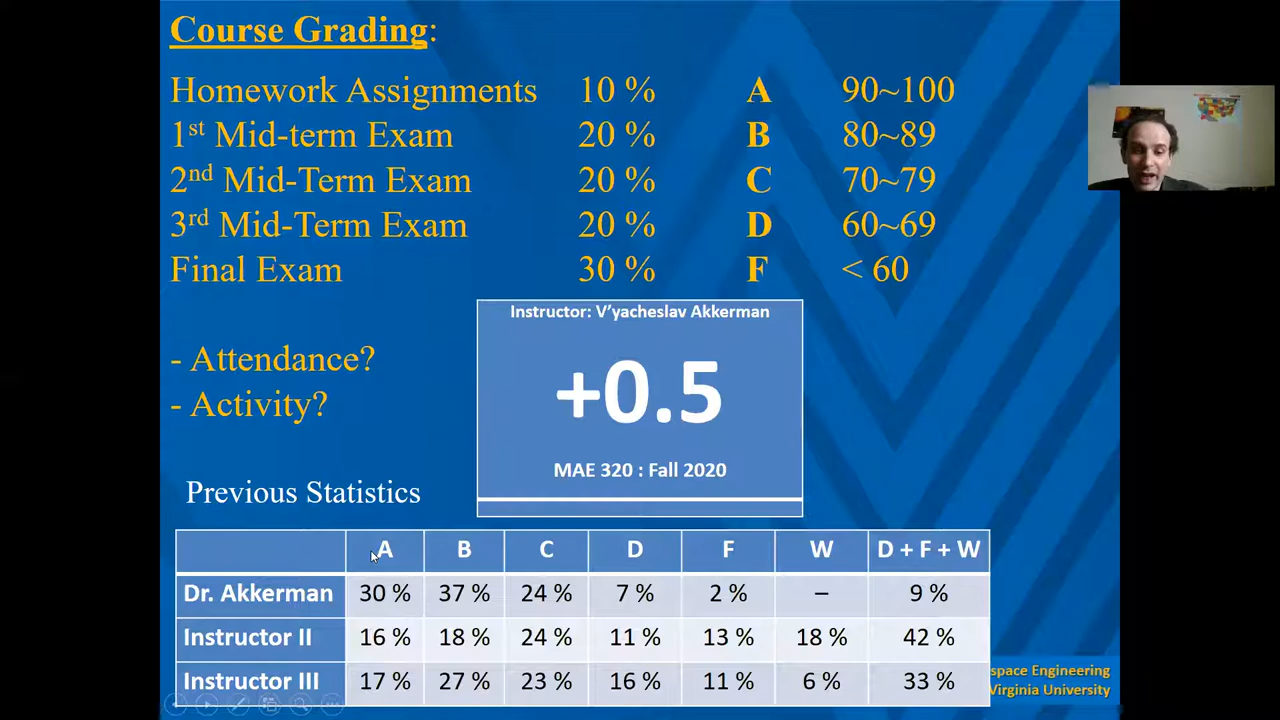 Course Grading:
Homework Assignments 10 % A 90~100
1st Mid-term Exam 20 % B 80~89
2nd Mid-Term Exam 20 % C 70~79
3rd Mid-Term Exam 20 % D 60~69
Final Exam 30 % F < 60
Instructor: V'yacheslav Akkerman
+0.5
MAE 320 : Fall 2020
- Attendance?
- Activity?
Previous Statistics
A B C D F W D + F + W
Dr. Akkerman 30 % 37 % 24 % 7 % 2 % – 9 %
Instructor II 16 % 18 % 24 % 11 % 13 % 18 % 42 %
Instructor III 17 % 27 % 23 % 16 % 11 % 6 % 33 %
space Engineering
Virginia University